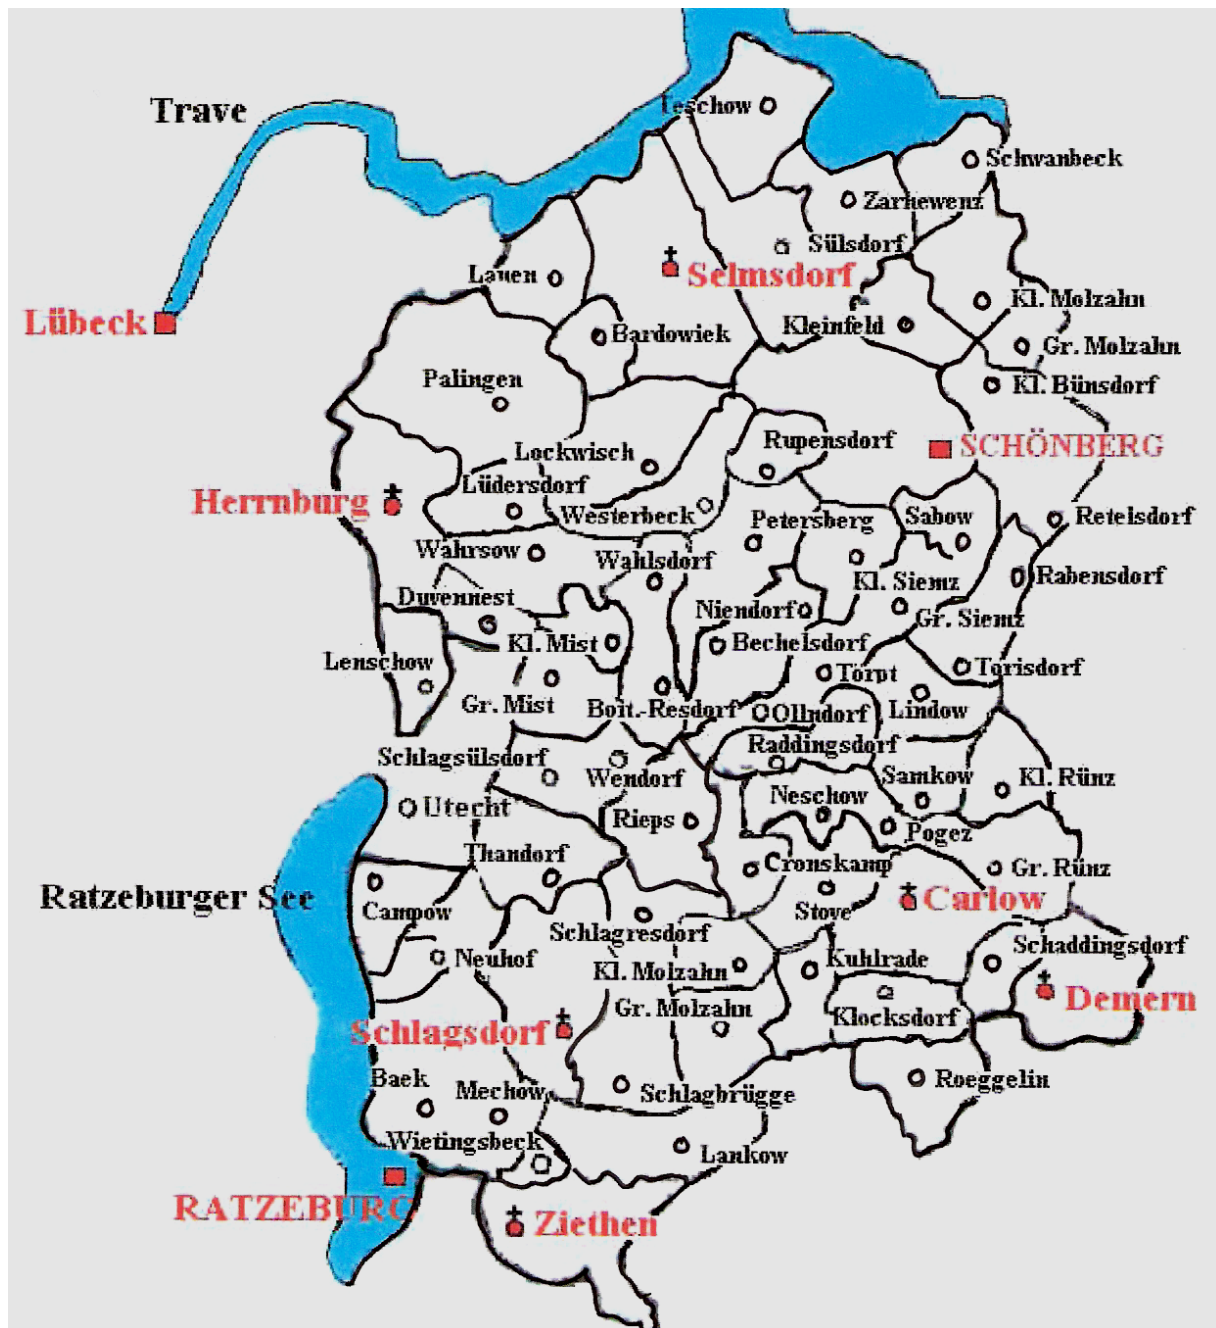 Teschow
Trave
Schwanbeck
Zarnewenz
Sülsdorf
Selmsdorf
Lauen
Kl. Molzahn
Lübeck
Kleinfeld
Bardowiek
Gr. Molzahn
Palingen
Kl. Bünsdorf
Rupensdorf
SCHÖNBERG
Lockwisch
Lüdersdorf
Herrnburg
Westerbeck
Petersberg
Sabow
Retelsdorf
Wahrsow
Wahlsdorf
Kl. Siemz
Rabensdorf
Duvennest
Niendorf
Gr. Siemz
Kl. Mist
Bechelsdorf
Lenschow
Torpt
Torisdorf
Gr. Mist
Boit.-Resdorf
Ollndorf
Lindow
Raddingsdorf
Schlagsülsdorf
Wendorf
Samkow
Kl. Rünz
Utecht
Neschow
Rieps
Pogez
Thandorf
Cronskamp
Gr. Rünz
Ratzeburger See
Campow
Stove
Carlow
Schlagresdorf
Schaddingsdorf
Neuhof
Kl. Molzahn
Kuhlrade
Demern
Gr. Molzahn
Klocksdorf
Schlagsdorf
Baek
Mechow
Schlagbrügge
Roeggelin
Wietingsbeck
Lankow
RATZEBURG
Ziethen